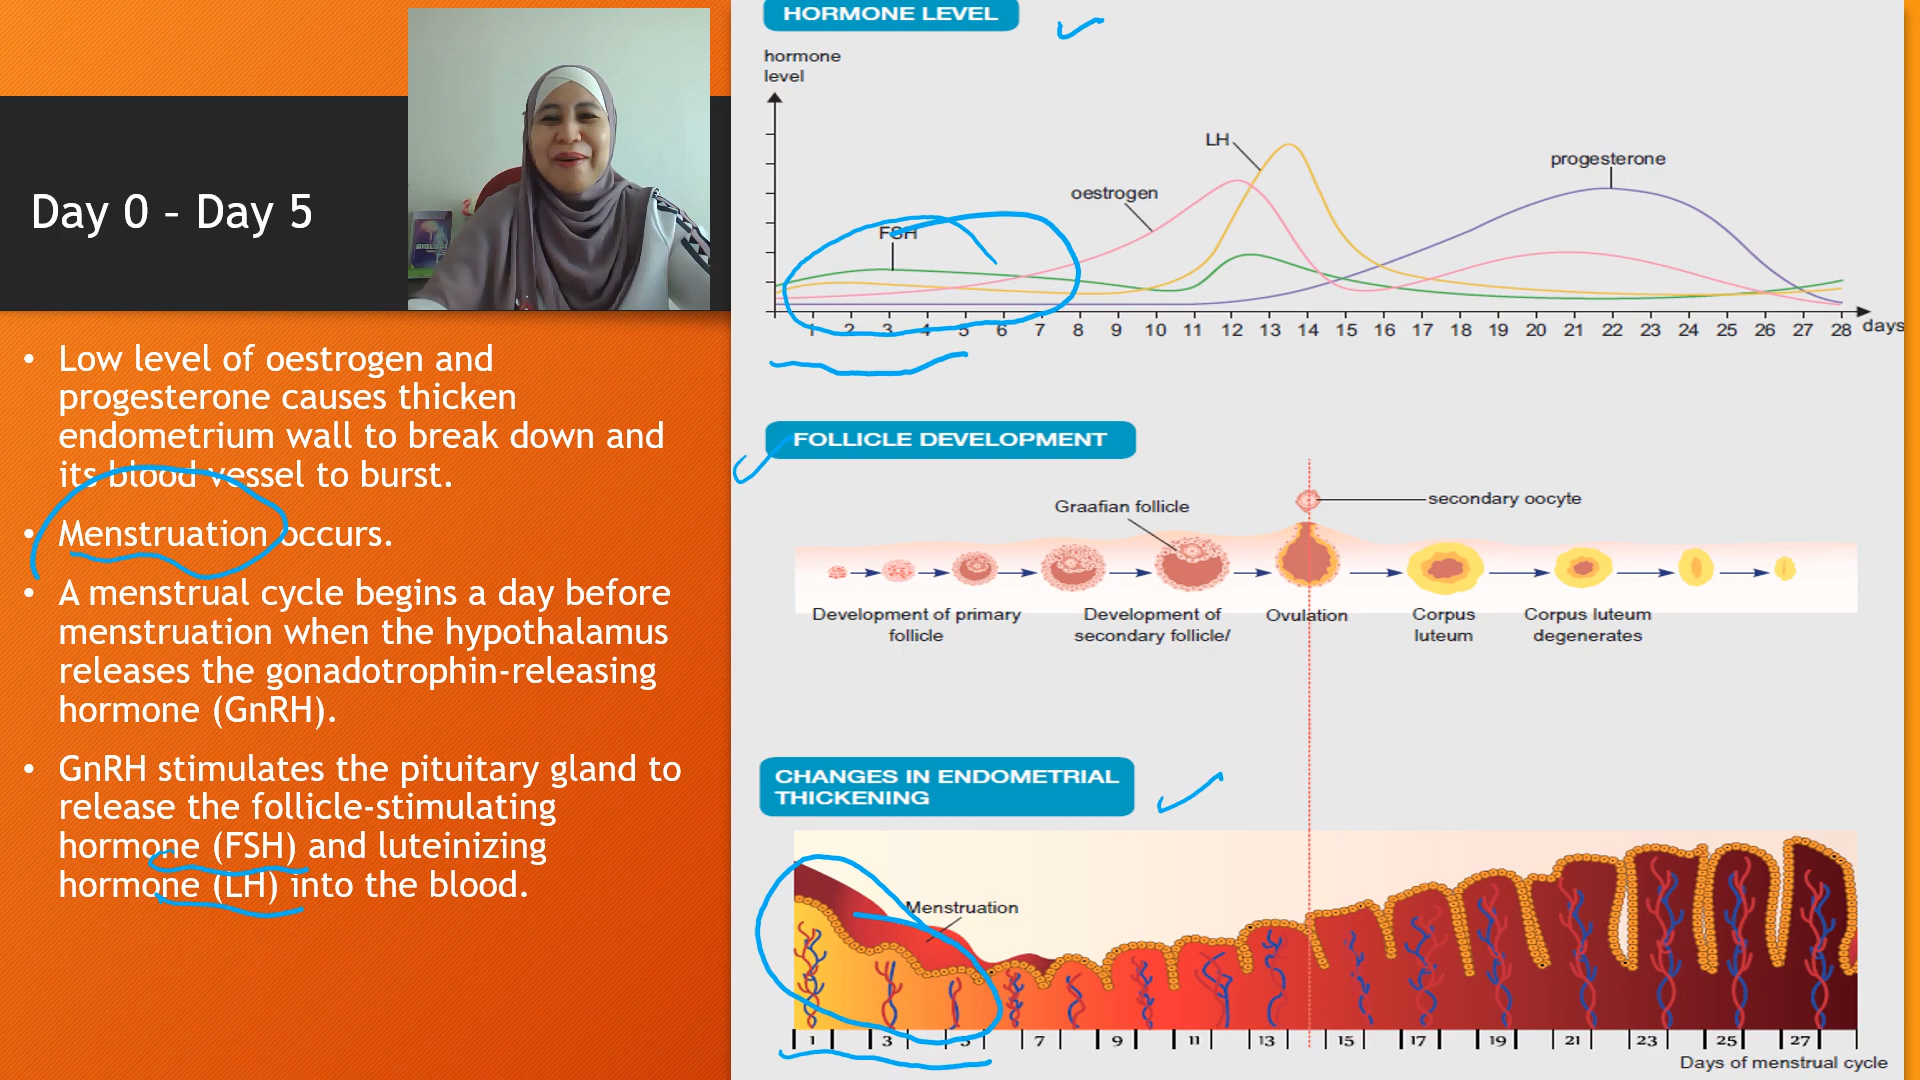 Day 0 – Day 5
• Low level of oestrogen and
progesterone causes thicken
endometrium wall to break down and
its blood vessel to burst.
• Menstruation occurs.
• A menstrual cycle begins a day before
menstruation when the hypothalamus
releases the gonadotrophin-releasing
hormone (GnRH).
• GnRH stimulates the pituitary gland to
release the follicle-stimulating
hormone (FSH) and luteinizing
hormone (LH) into the blood.
HORMONE LEVEL
hormone
level
LH
progesterone
oestrogen
FSH
1 2 3 4 5 6 7 8 9 10 11 12 13 14 15 16 17 18 19 20 21 22 23 24 25 26 27 28 days
FOLLICLE DEVELOPMENT
secondary oocyte
Graafian follicle
Development of primary
follicle
Development of
secondary follicle/
Ovulation
Corpus
luteum
Corpus luteum
degenerates
CHANGES IN ENDOMETRIAL
THICKENING
Menstruation
1 3 5 7 9 11 13 15 17 19 21 23 25 27
Days of menstrual cycle